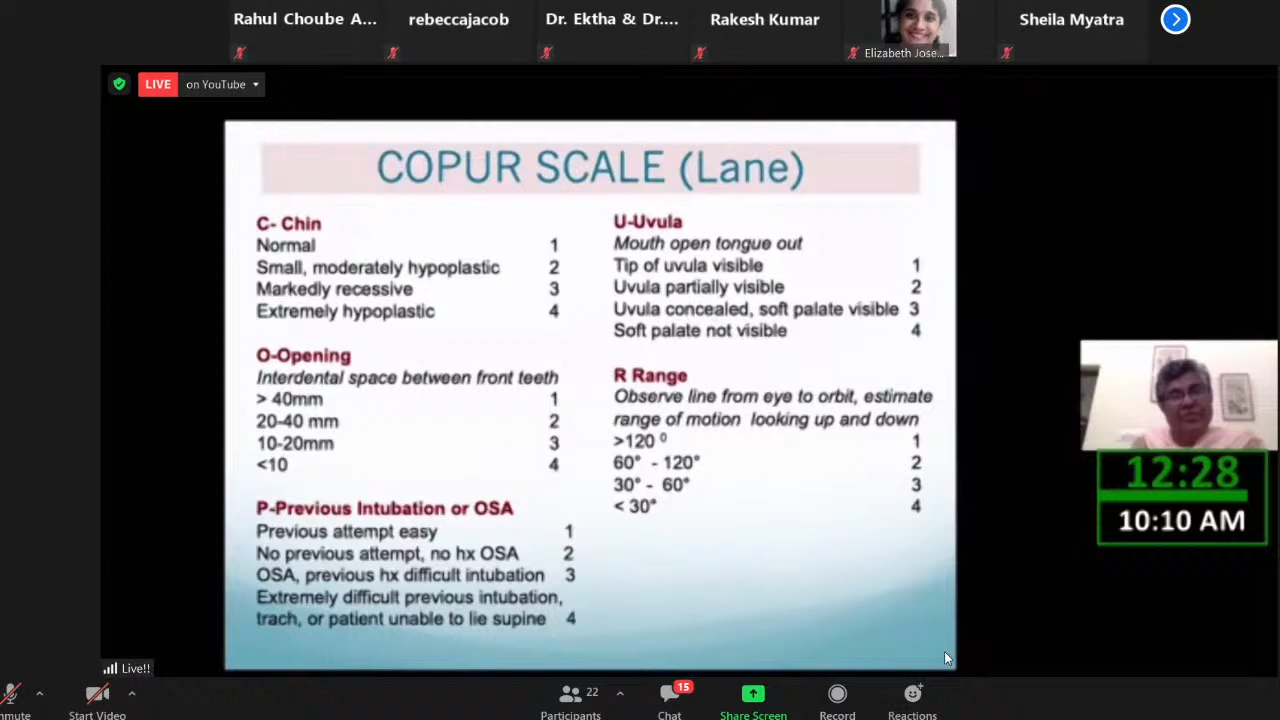 Rahul Choube A...
rebeccajacob
Dr. Ektha & Dr....
Rakesh Kumar
Elizabeth Jose...
Sheila Myatra
LIVE
on YouTube
COPUR SCALE (Lane)
C- Chin
Normal 1
Small, moderately hypoplastic 2
Markedly recessive 3
Extremely hypoplastic 4
O-Opening
Interdental space between front teeth
> 40mm 1
20-40 mm 2
10-20mm 3
<10 4
P-Previous Intubation or OSA
Previous attempt easy 1
No previous attempt, no hx OSA 2
OSA, previous hx difficult intubation 3
Extremely difficult previous intubation,
trach, or patient unable to lie supine 4
U-Uvula
Mouth open tongue out
Tip of uvula visible 1
Uvula partially visible 2
Uvula concealed, soft palate visible 3
Soft palate not visible 4
R Range
Observe line from eye to orbit, estimate
range of motion looking up and down
>120 ⁰ 1
60° - 120° 2
30° - 60° 3
< 30° 4
12:28
10:10 AM
Live!!
nmute
Start Video
22
Participants
15
Chat
Share Screen
Record
Reactions